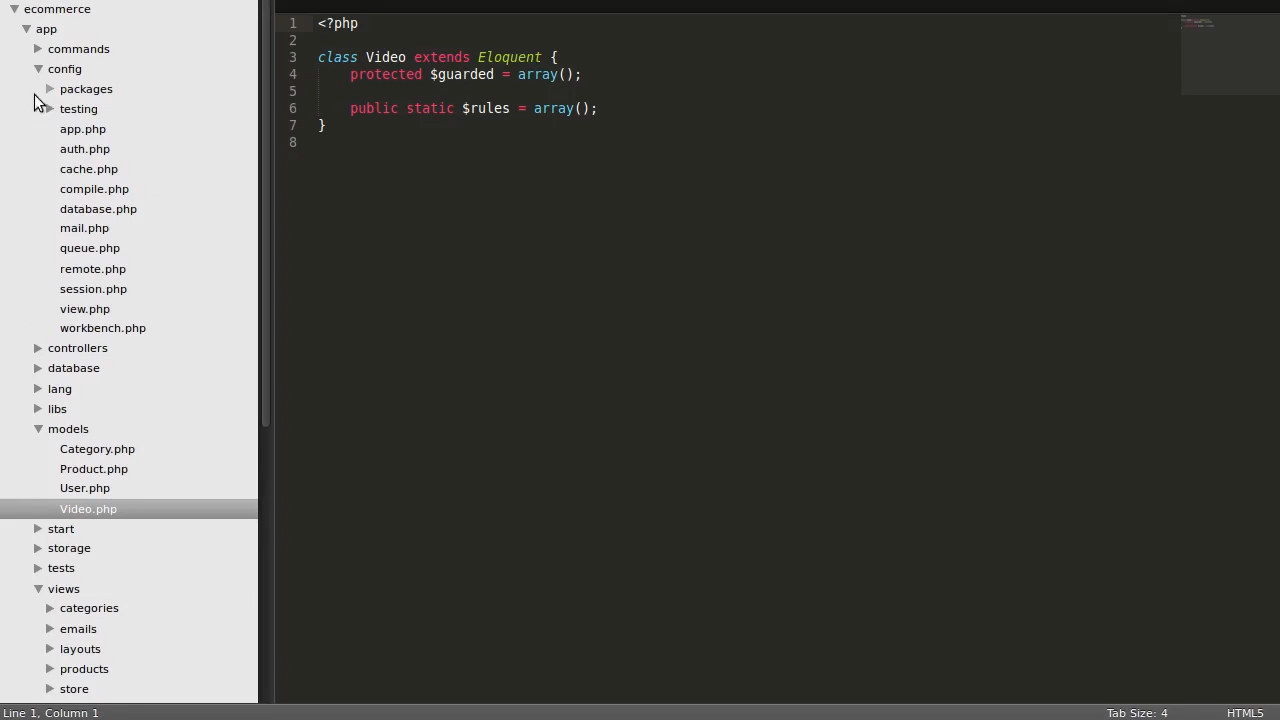 ecommerce
app
commands
config
packages
testing
app.php
auth.php
cache.php
compile.php
database.php
mail.php
queue.php
remote.php
session.php
view.php
workbench.php
controllers
database
lang
libs
models
Category.php
Product.php
User.php
Video.php
start
storage
tests
views
categories
emails
layouts
products
store
1 <?php
2
3 class Video extends Eloquent {
4 protected $guarded = array();
5
6 public static $rules = array();
7 }
8
Line 1, Column 1
Tab Size: 4
HTML5